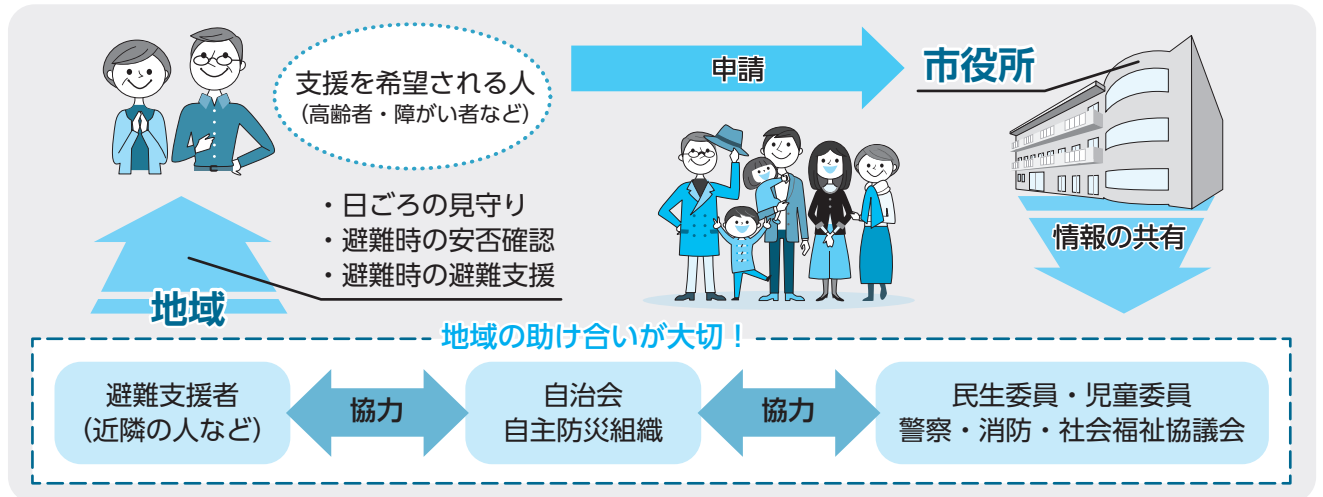 支援を希望される人
(高齢者・障がい者など)
申請
市役所
・日ごろの見守り
・避難時の安否確認
・避難時の避難支援
情報の共有
地域
地域の助け合いが大切！
避難支援者
(近隣の人など)
協力
自治会
自主防災組織
協力
民生委員・児童委員
警察・消防・社会福祉協議会